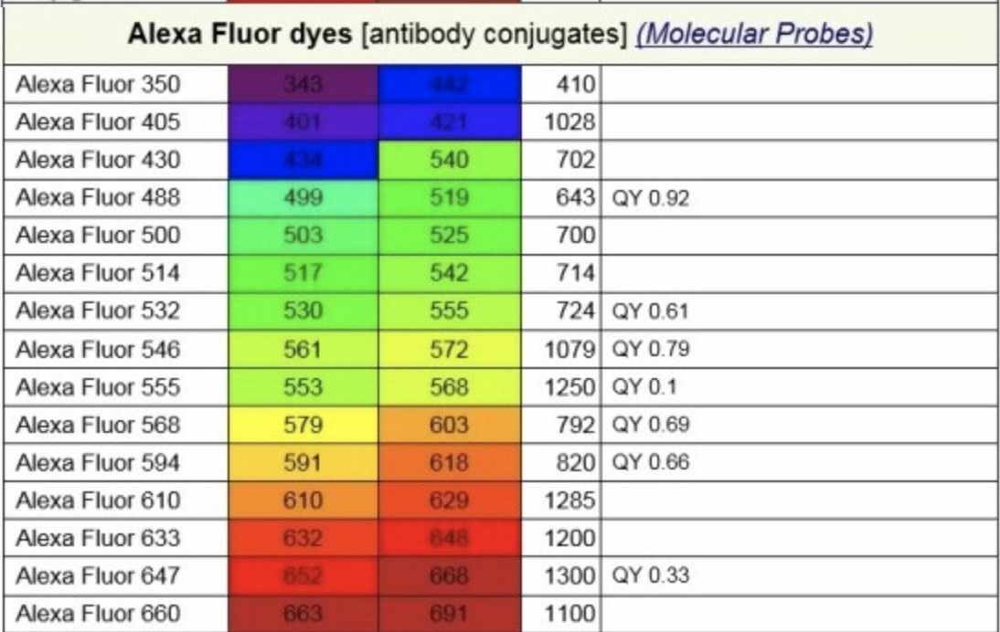 Alexa Fluor dyes [antibody conjugates] (Molecular Probes)
Alexa Fluor 350 343 442 410
Alexa Fluor 405 401 421 1028
Alexa Fluor 430 434 540 702
Alexa Fluor 488 499 519 643 QY 0.92
Alexa Fluor 500 503 525 700
Alexa Fluor 514 517 542 714
Alexa Fluor 532 530 555 724 QY 0.61
Alexa Fluor 546 561 572 1079 QY 0.79
Alexa Fluor 555 553 568 1250 QY 0.1
Alexa Fluor 568 579 603 792 QY 0.69
Alexa Fluor 594 591 618 820 QY 0.66
Alexa Fluor 610 610 629 1285
Alexa Fluor 633 632 648 1200
Alexa Fluor 647 652 668 1300 QY 0.33
Alexa Fluor 660 663 691 1100